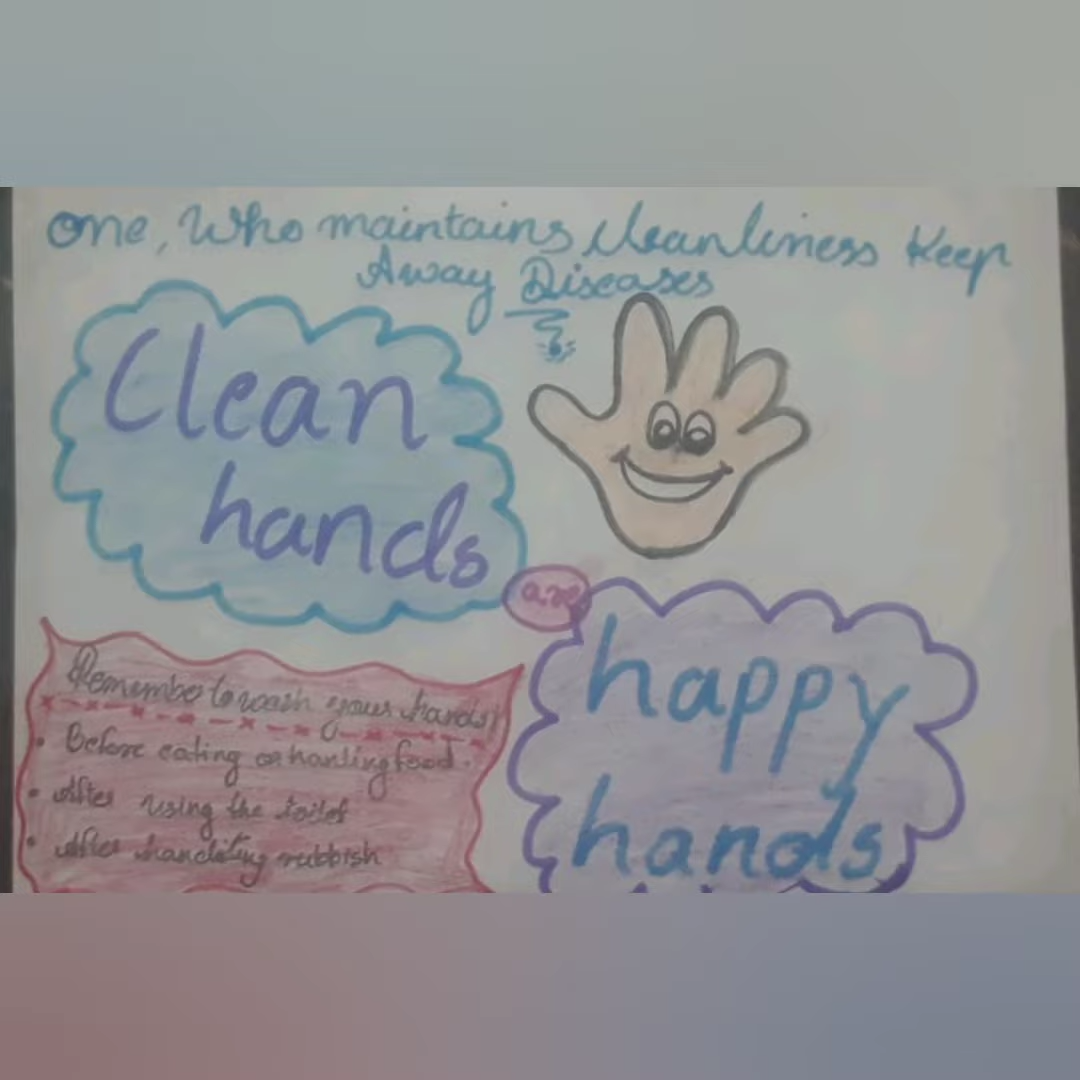 One, Who maintains Cleanliness Keep
Away Diseases
Clean
hands
are
happy
hands
Remember to wash your hands
• Before eating or hanling food.
• After using the toilet
• After handling rubbish